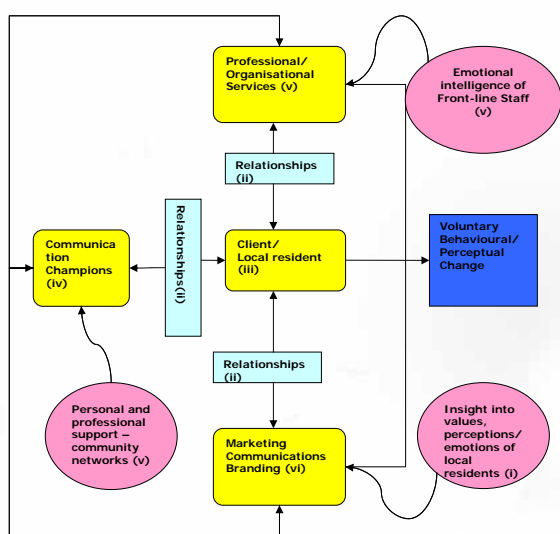 Professional/
Organisational
Services (v)
Emotional
intelligence of
Front-line Staff
(v)
Relationships
(ii)
Relationships(ii)
Communica
tion
Champions
(iv)
Client/
Local resident
(iii)
Voluntary
Behavioural/
Perceptual
Change
Relationships
(ii)
Personal and
professional
support –
community
networks (v)
Marketing
Communications
Branding (vi)
Insight into
values,
perceptions/
emotions of
local
residents (i)